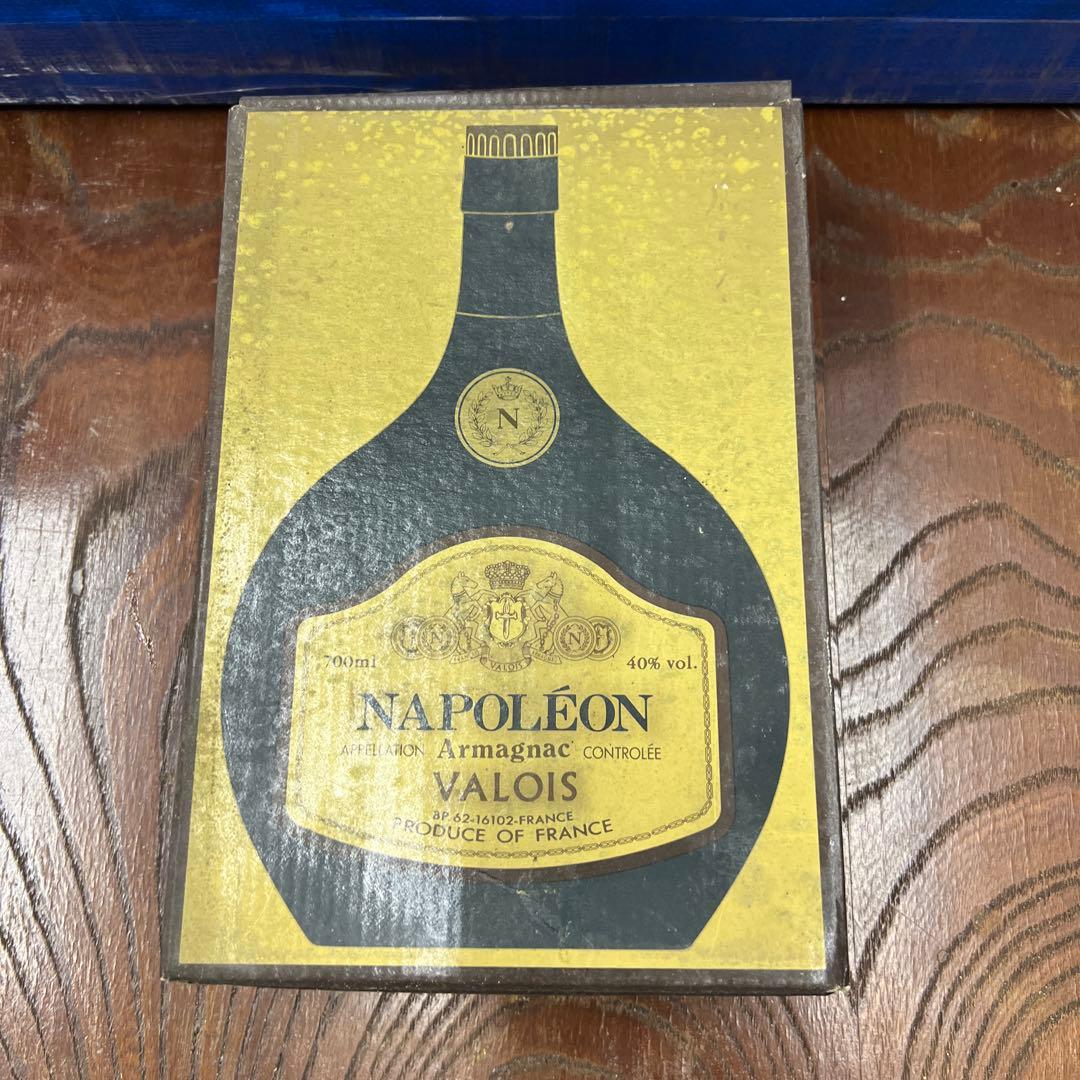 N
N N
VALOIS
700ml 40% vol.
NAPOLÉON
APPELLATION Armagnac CONTROLÉE
VALOIS
BP 62-16102-FRANCE
PRODUCE OF FRANCE